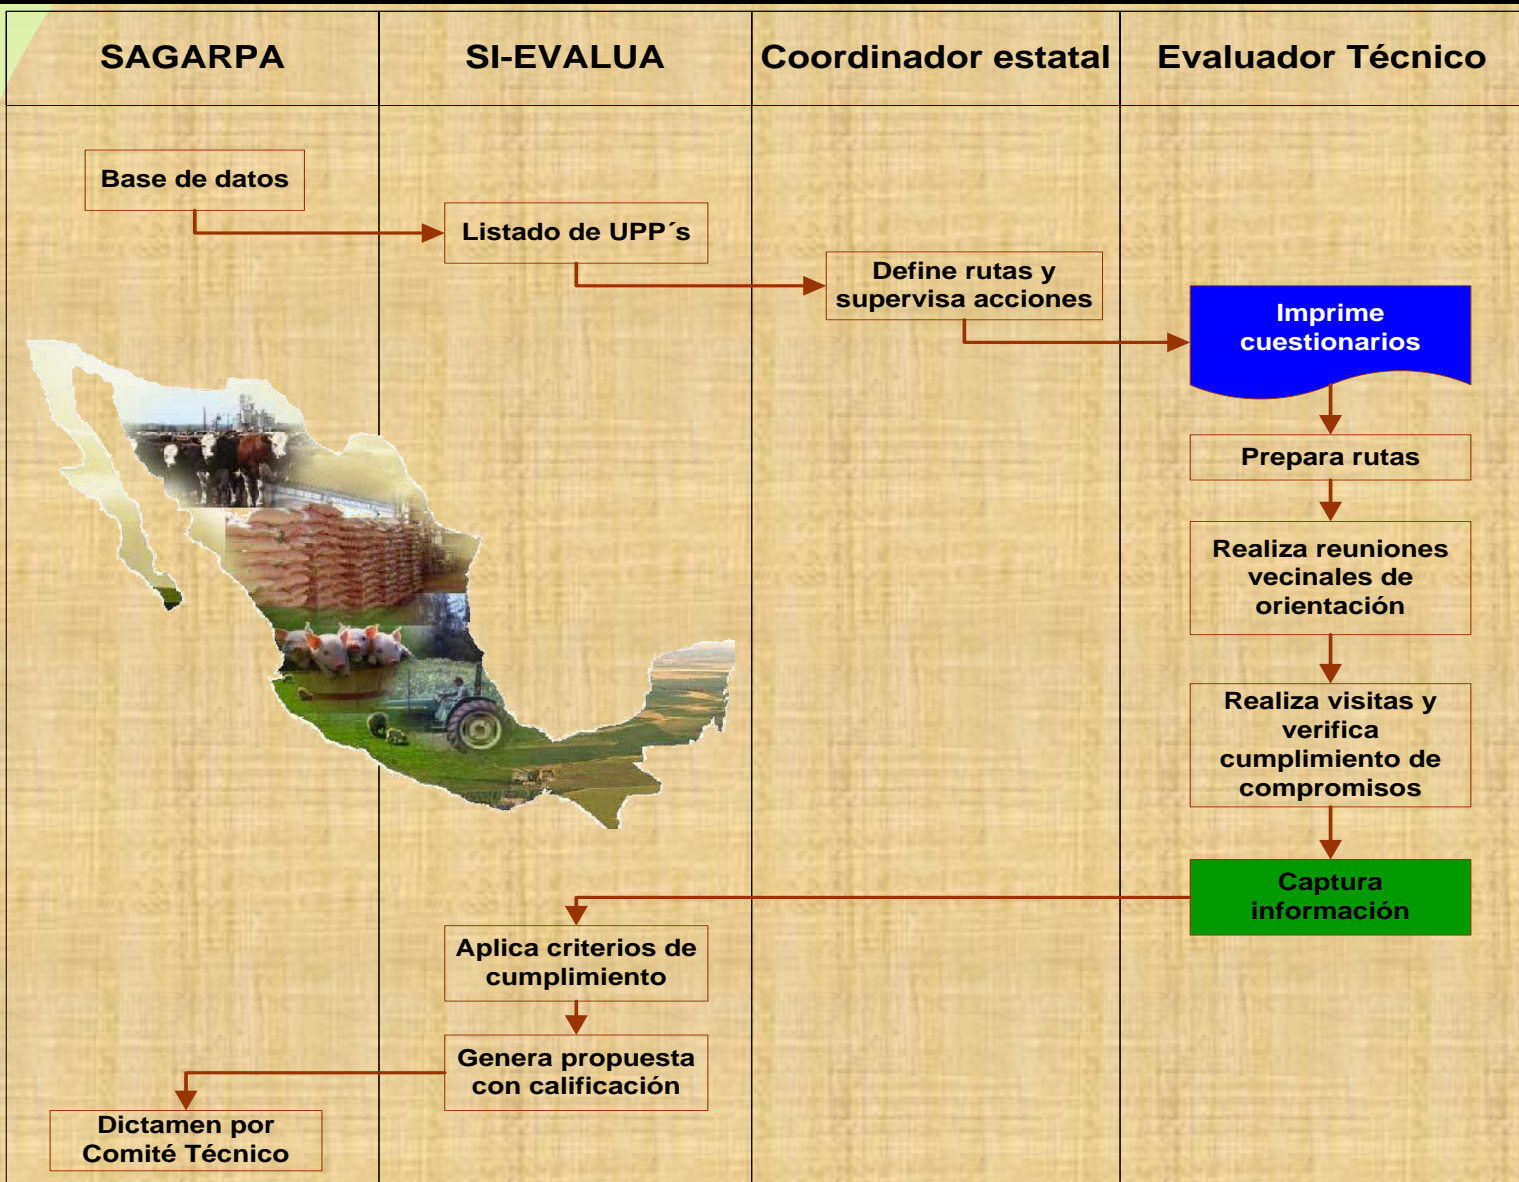 SAGARPA
SI-EVALUA
Coordinador estatal
Evaluador Técnico
Base de datos
Listado de UPP´s
Define rutas y
supervisa acciones
Imprime
cuestionarios
Prepara rutas
Realiza reuniones
vecinales de
orientación
Realiza visitas y
verifica
cumplimiento de
compromisos
Captura
información
Aplica criterios de
cumplimiento
Genera propuesta
con calificación
Dictamen por
Comité Técnico